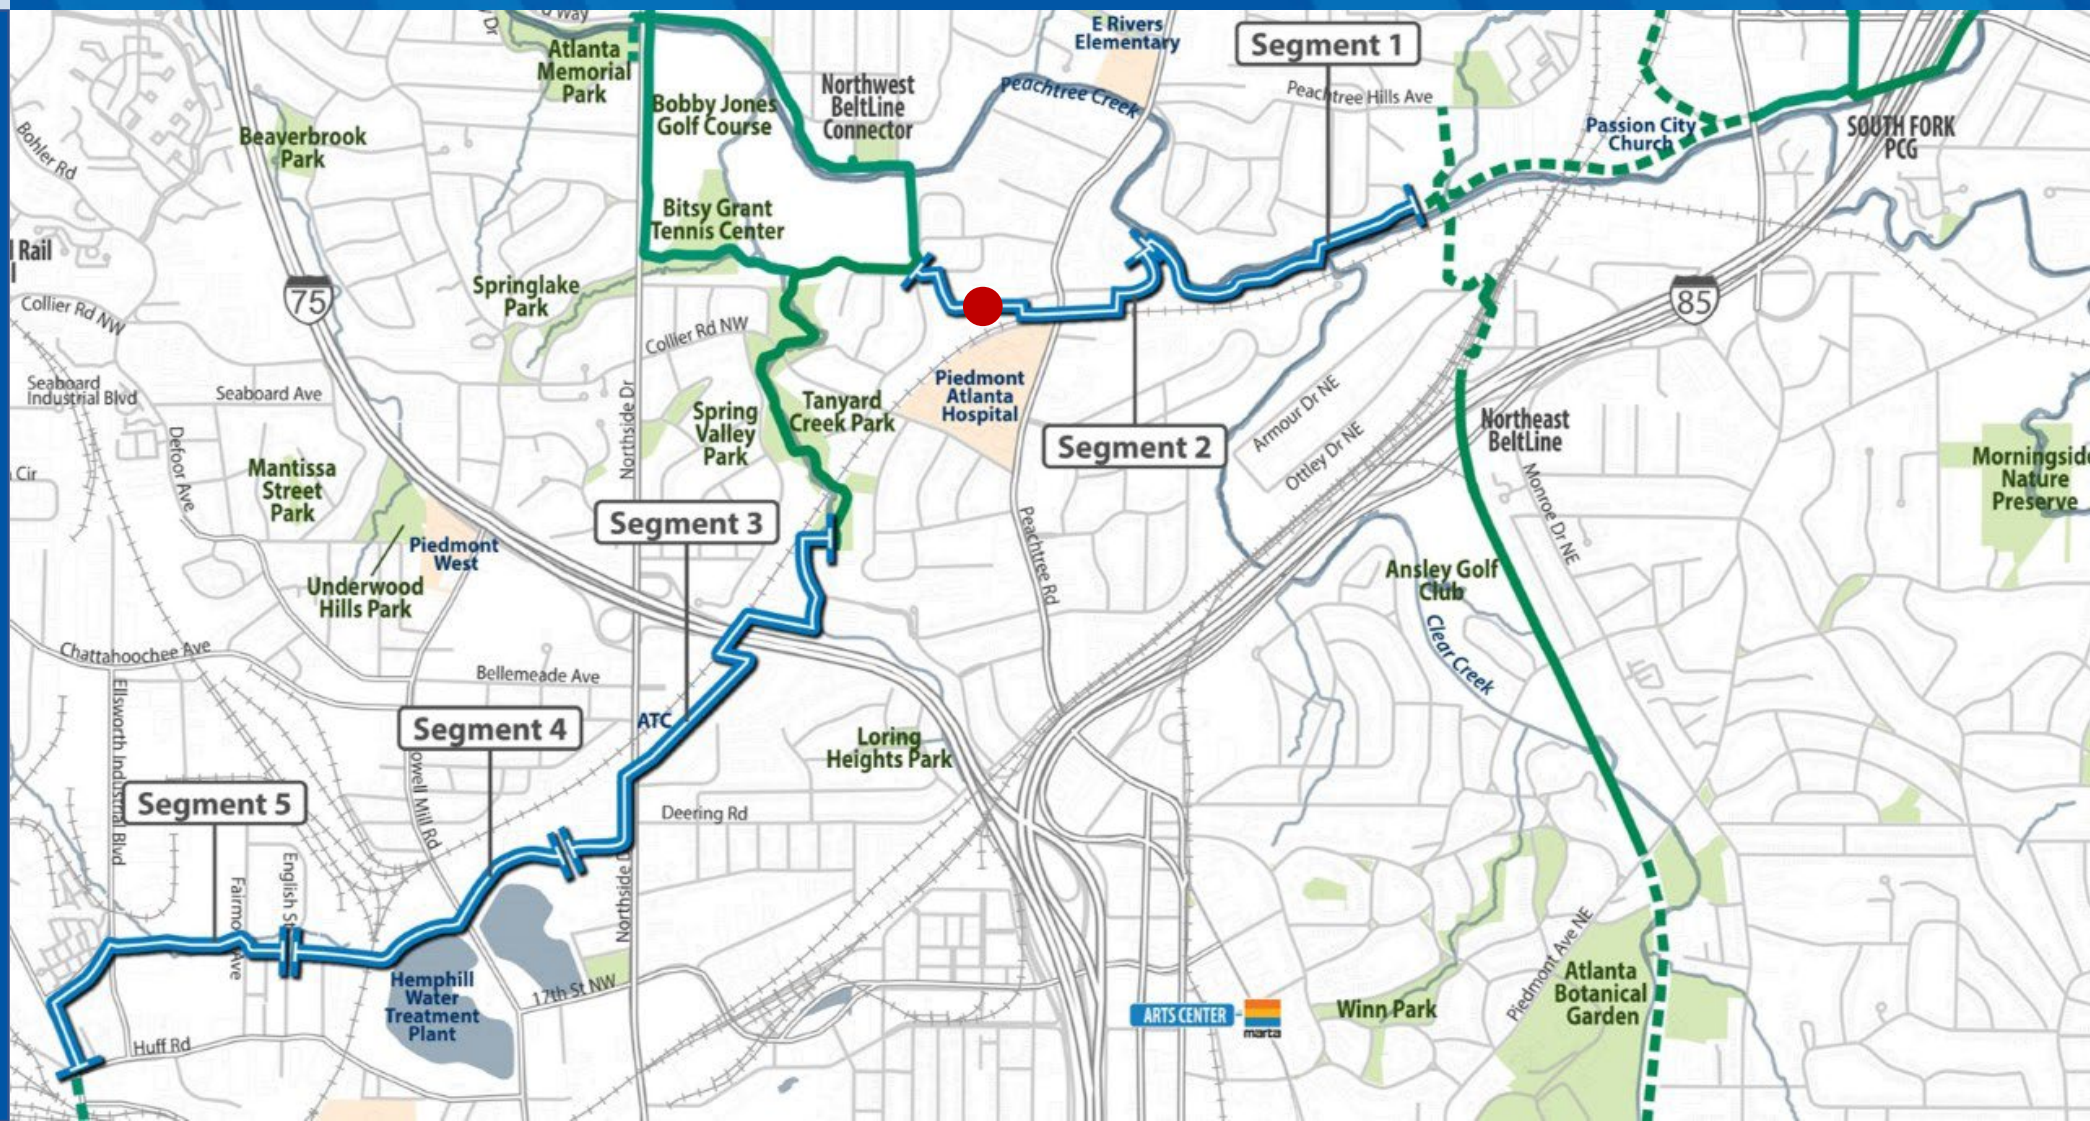 E Rivers
Elementary
Segment 1
Atlanta
Memorial
Park
Northwest
BeltLine
Connector
Peachtree Creek
Peachtree Hills Ave
Bobby Jones
Golf Course
Passion City
Church
SOUTH FORK
PCG
Beaverbrook
Park
Bohler Rd
Bitsy Grant
Tennis Center
Rail
75
Springlake
Park
85
Collier Rd NW
Collier Rd NW
Seaboard
Industrial Blvd
Seaboard Ave
Northside Dr
Piedmont
Atlanta
Hospital
Tanyard
Creek Park
Spring
Valley
Park
Armour Dr NE
Ottley Dr NE
Segment 2
Northeast
BeltLine
Monroe Dr NE
Morningside
Nature
Preserve
Defoor Ave
Cir
Mantissa
Street
Park
Segment 3
Peachtree Rd
Piedmont
West
Underwood
Hills Park
Ansley Golf
Club
Clear Creek
Chattahoochee Ave
Bellemeade Ave
Ellsworth Industrial Blvd
ATC
Segment 4
Loring
Heights Park
owell Mill Rd
Segment 5
Deering Rd
Fairmo
Ave
English St
Northside D
Hemphill
Water
Treatment
Plant
17th St NW
ARTS CENTER
marta
Winn Park
Piedmont Ave NE
Atlanta
Botanical
Garden
Huff Rd